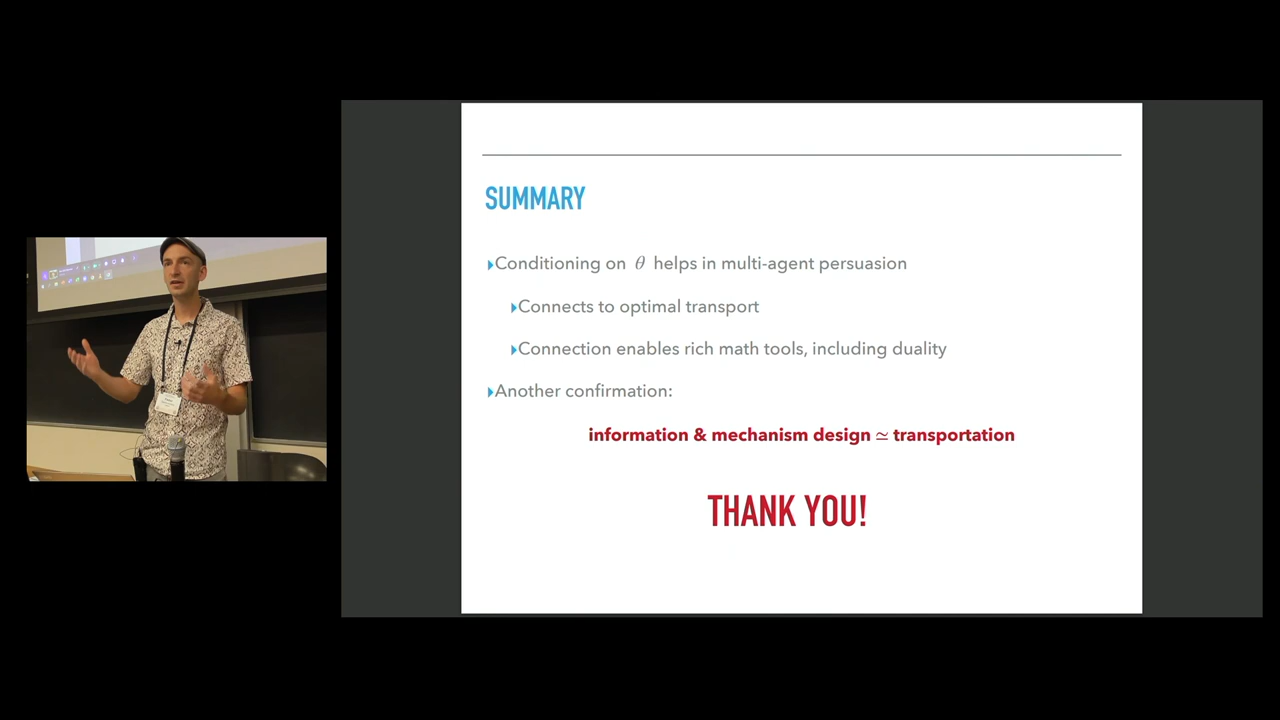 SUMMARY
Conditioning on θ helps in multi-agent persuasion
Connects to optimal transport
Connection enables rich math tools, including duality
Another confirmation:
information & mechanism design ≃ transportation
THANK YOU!